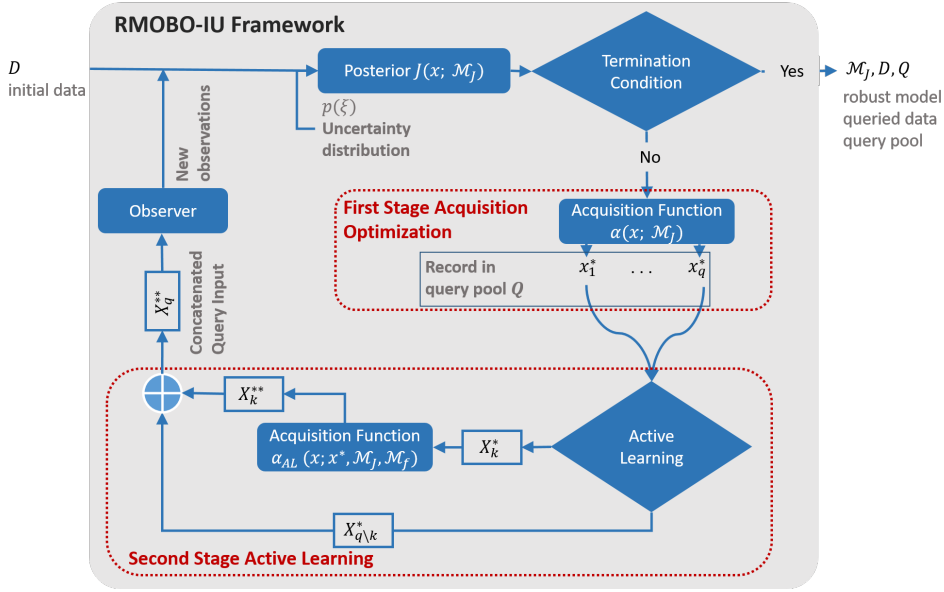 RMOBO-IU Framework
D
initial data
Posterior J(x; ℳ_J)
Termination
Condition
Yes
ℳ_J, D, Q
robust model
queried data
query pool
p(ξ)
Uncertainty
distribution
New
observations
No
Observer
First Stage Acquisition
Optimization
Acquisition Function
α(x; ℳ_J)
Record in
query pool Q
x₁* ... x_q*
X_q**
Concatenated
Query Input
X_k**
Acquisition Function
α_AL (x; x*, ℳ_J, ℳ_f)
X_k*
Active
Learning
X*_{q\k}
Second Stage Active Learning